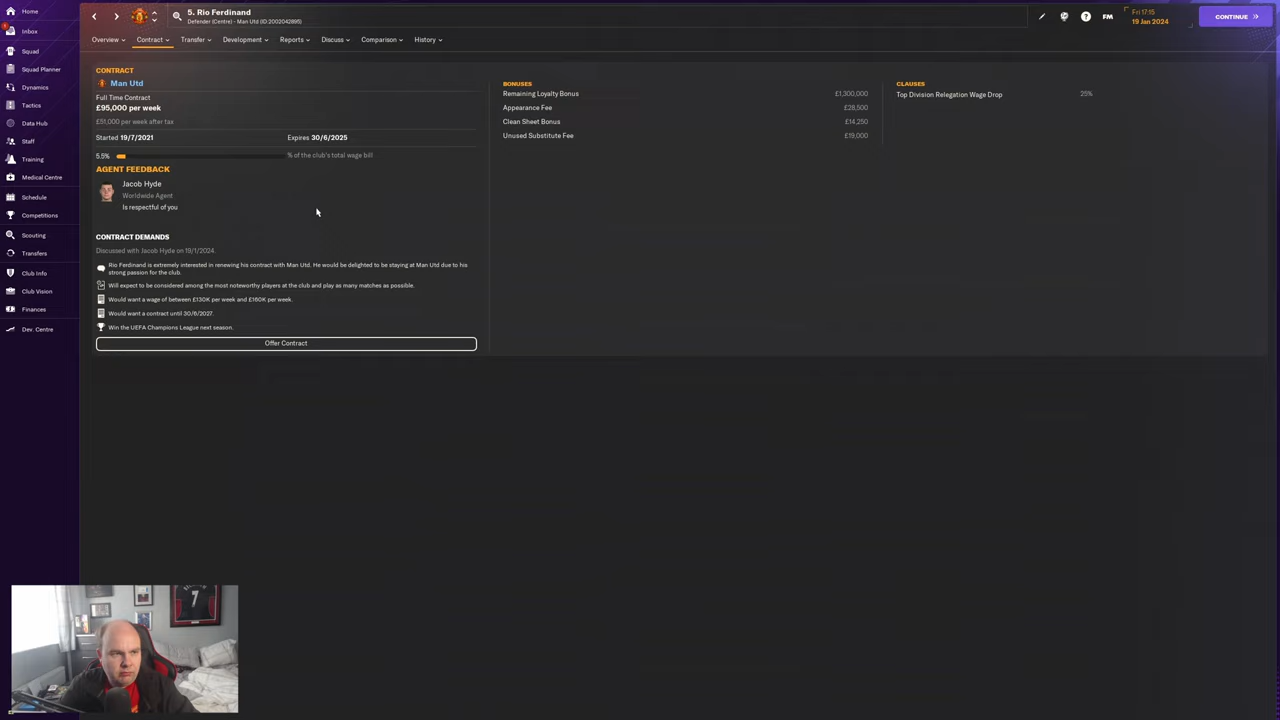 Home
Inbox
Squad
Squad Planner
Dynamics
Tactics
Data Hub
Staff
Training
Medical Centre
Schedule
Competitions
Scouting
Transfers
Club Info
Club Vision
Finances
Dev. Centre
5. Rio Ferdinand
Defender (Centre) - Man Utd (ID:2002042895)
FM
Fri 17:15
19 Jan 2024
CONTINUE
Overview
Contract
Transfer
Development
Reports
Discuss
Comparison
History
CONTRACT
Man Utd
Full Time Contract
£95,000 per week
£51,000 per week after tax
Started 19/7/2021 Expires 30/6/2025
5.5% % of the club's total wage bill
AGENT FEEDBACK
Jacob Hyde
Worldwide Agent
Is respectful of you
CONTRACT DEMANDS
Discussed with Jacob Hyde on 19/1/2024.
Rio Ferdinand is extremely interested in renewing his contract with Man Utd. He would be delighted to be staying at Man Utd due to his
strong passion for the club.
Will expect to be considered among the most noteworthy players at the club and play as many matches as possible.
Would want a wage of between £130K per week and £160K per week.
Would want a contract until 30/6/2027.
Win the UEFA Champions League next season.
Offer Contract
BONUSES
Remaining Loyalty Bonus £1,300,000
Appearance Fee £28,500
Clean Sheet Bonus £14,250
Unused Substitute Fee £19,000
CLAUSES
Top Division Relegation Wage Drop 25%
7